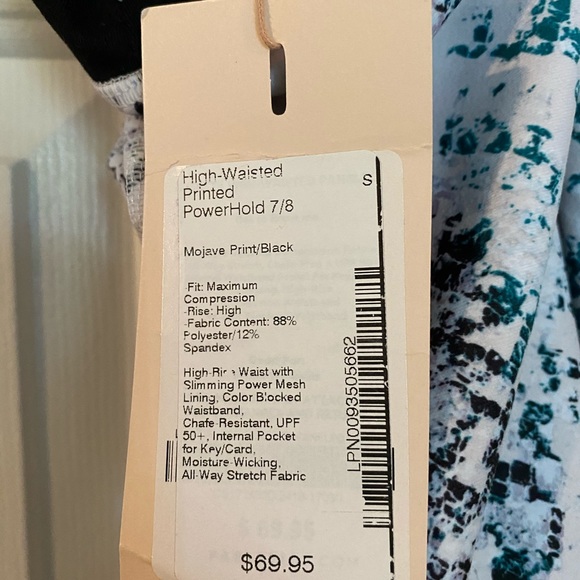 High-Waisted
Printed
PowerHold 7/8
S
Mojave Print/Black
-Fit: Maximum
Compression
-Rise: High
-Fabric Content: 88%
Polyester/12%
Spandex
High-Rise Waist with
Slimming Power Mesh
Lining, Color Blocked
Waistband,
Chafe-Resistant, UPF
50+, Internal Pocket
for Key/Card,
Moisture-Wicking,
All-Way Stretch Fabric
LPN0093505662
$69.95